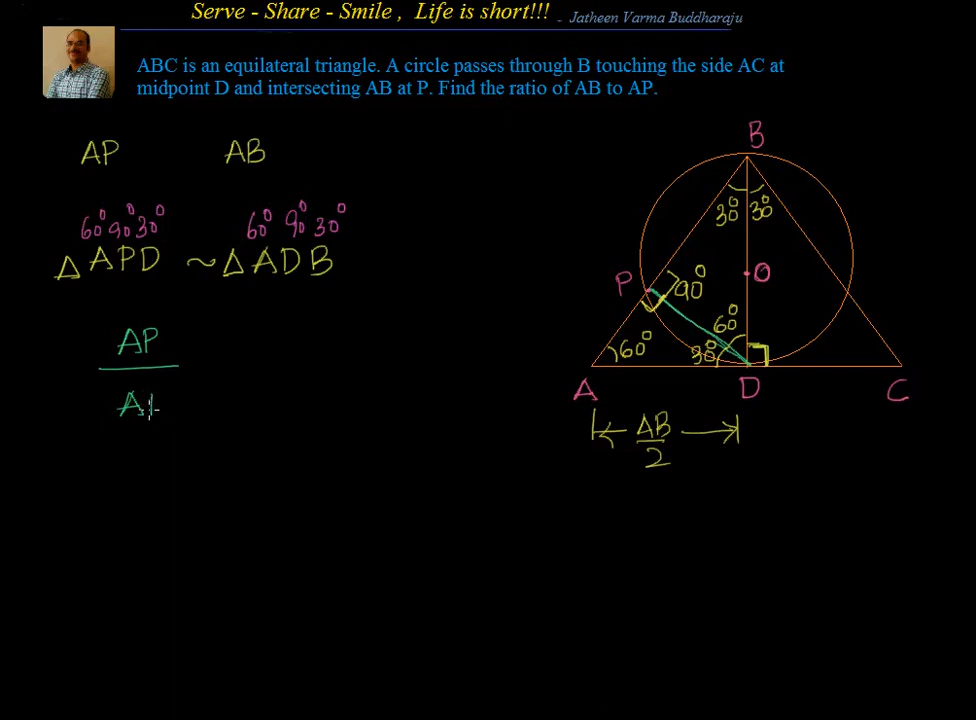 Serve - Share - Smile , Life is short!!! - Jatheen Varma Buddharaju
ABC is an equilateral triangle. A circle passes through B touching the side AC at
midpoint D and intersecting AB at P. Find the ratio of AB to AP.
AP AB
60° 90° 30° 60° 90° 30°
Δ APD ~ Δ ADB
AP
A
B
30° 30°
O
P
90°
60°
60° 30°
A D C
AB
2